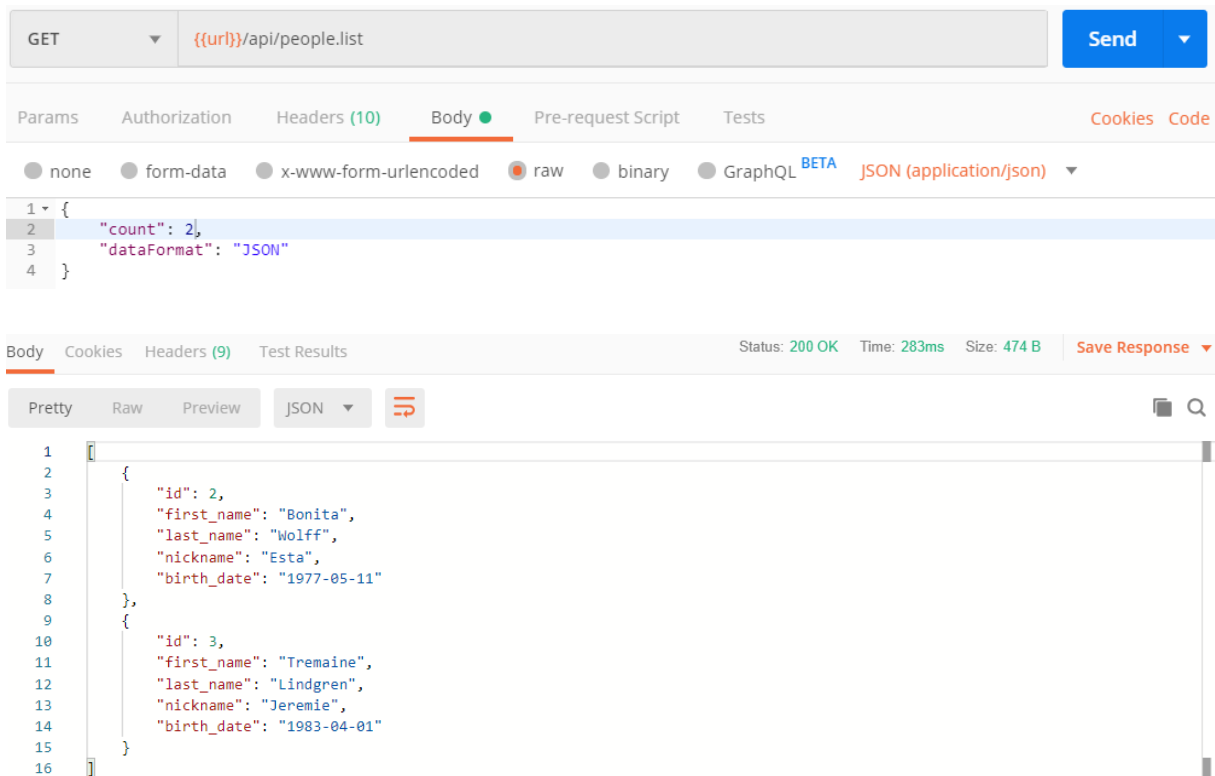 GET {{url}}/api/people.list Send
Params Authorization Headers (10) Body Pre-request Script Tests Cookies Code
none form-data x-www-form-urlencoded raw binary GraphQL BETA JSON (application/json)
1 {
2 "count": 2,
3 "dataFormat": "JSON"
4 }
Body Cookies Headers (9) Test Results Status: 200 OK Time: 283ms Size: 474 B Save Response
Pretty Raw Preview JSON
1 [
2 {
3 "id": 2,
4 "first_name": "Bonita",
5 "last_name": "Wolff",
6 "nickname": "Esta",
7 "birth_date": "1977-05-11"
8 },
9 {
10 "id": 3,
11 "first_name": "Tremaine",
12 "last_name": "Lindgren",
13 "nickname": "Jeremie",
14 "birth_date": "1983-04-01"
15 }
16 ]